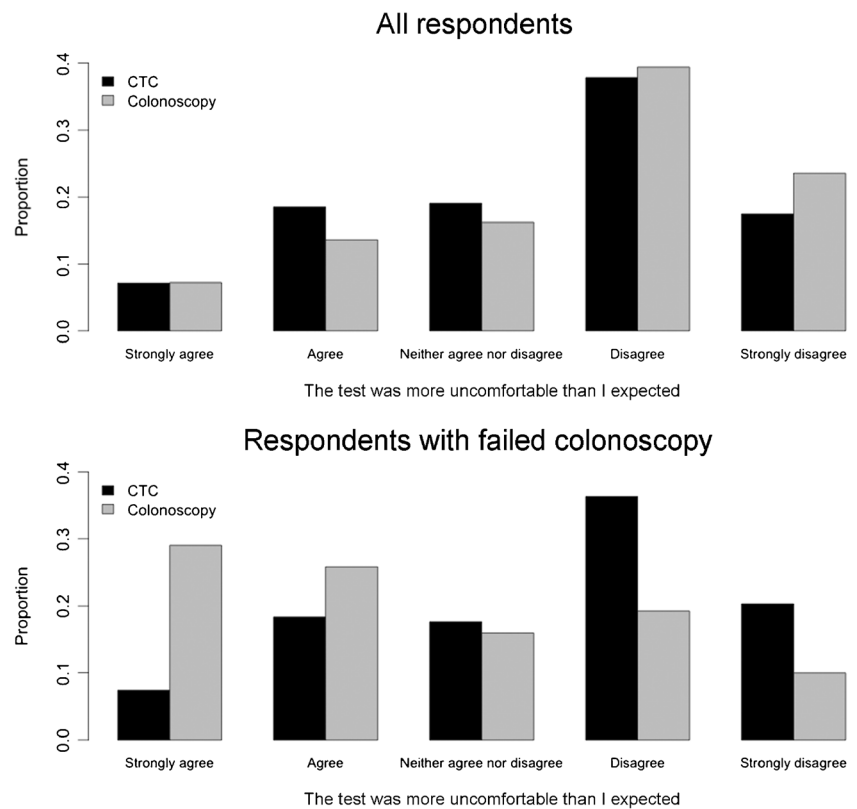 All respondents
CTC
Colonoscopy
Proportion
0.4
0.3
0.2
0.1
0.0
Strongly agree Agree Neither agree nor disagree Disagree Strongly disagree
The test was more uncomfortable than I expected
Respondents with failed colonoscopy
CTC
Colonoscopy
Proportion
0.4
0.3
0.2
0.1
0.0
Strongly agree Agree Neither agree nor disagree Disagree Strongly disagree
The test was more uncomfortable than I expected